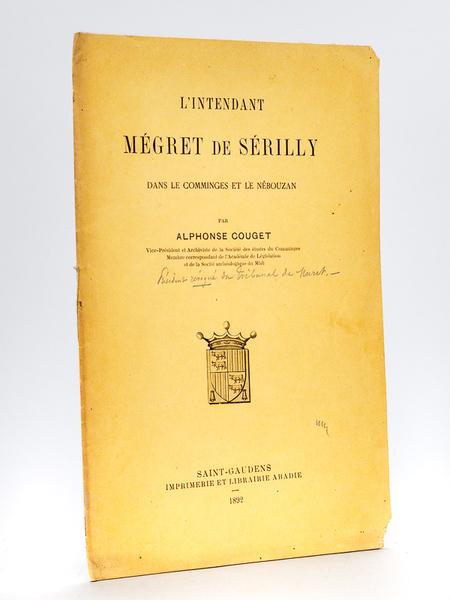 L'INTENDANT
MÉGRET DE SÉRILLY
DANS LE COMMINGES ET LE NÉBOUZAN
PAR
ALPHONSE COUGET
Vice-Président et Archiviste de la Société des études du Comminges
Membre correspondant de l'Académie de Législation
et de la Société archéologique du Midi
Président révoqué du Tribunal de Muret.
SAINT-GAUDENS
IMPRIMERIE ET LIBRAIRIE ABADIE
1892